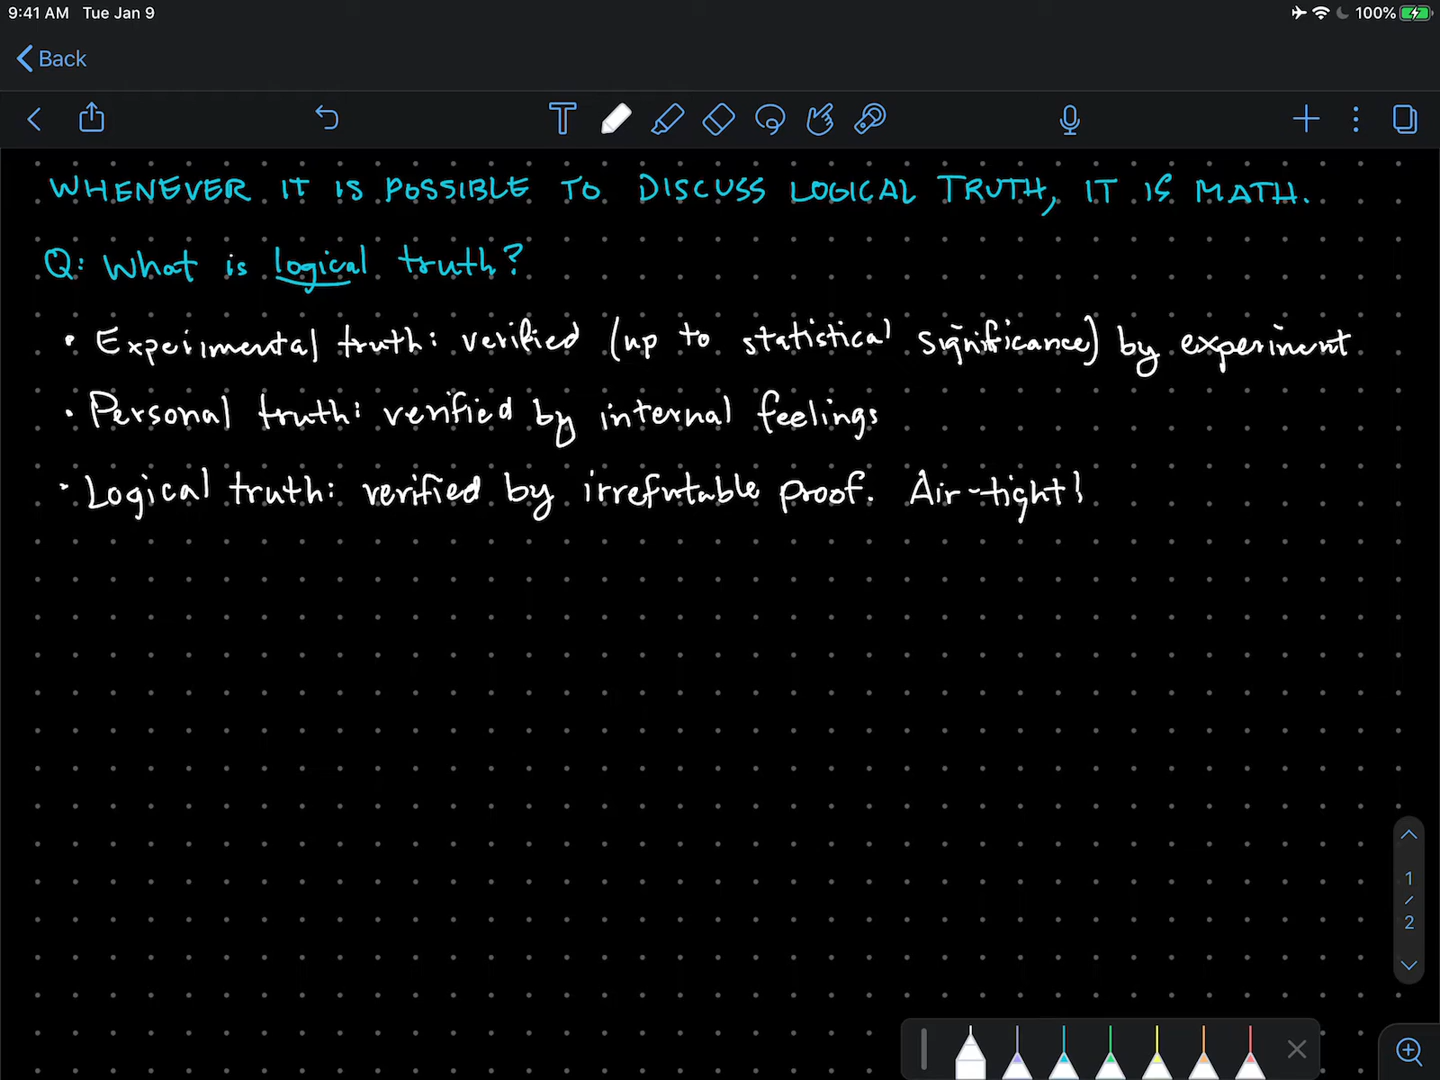 9:41 AM Tue Jan 9
100%
Back
T
WHENEVER IT IS POSSIBLE TO DISCUSS LOGICAL TRUTH, IT IS MATH.
Q: What is logical truth?
• Experimental truth: verified (up to statistical significance) by experiment
• Personal truth: verified by internal feelings
• Logical truth: verified by irrefutable proof. Air-tight!
1
/
2